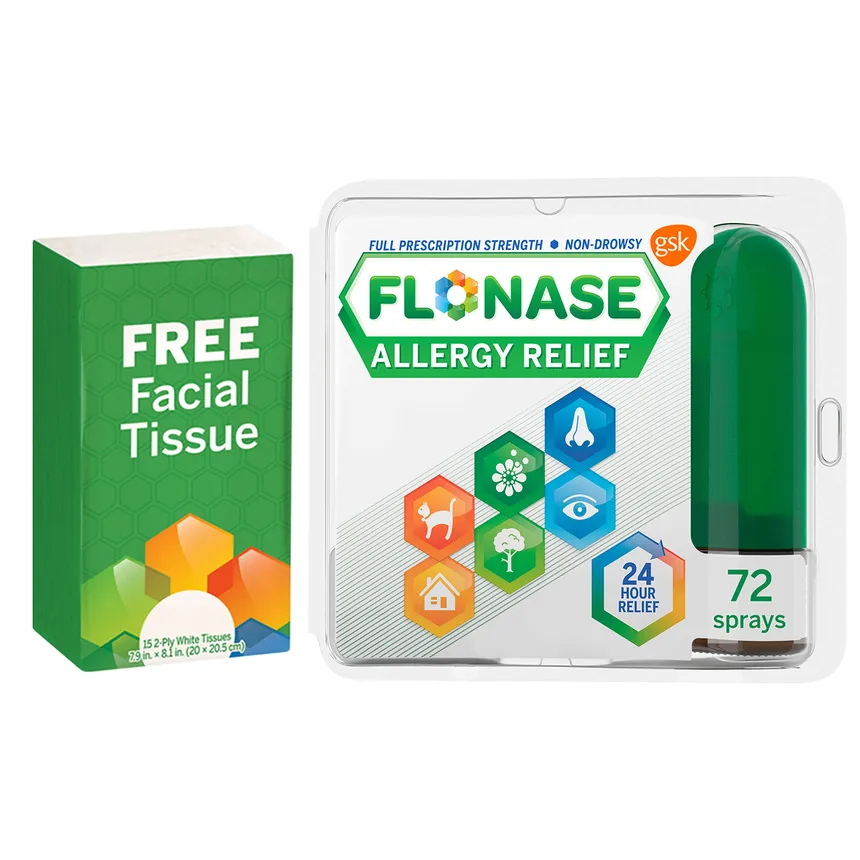 FREE
Facial
Tissue
15 2-Ply White Tissues
7.9 in. × 8.1 in. (20 × 20.5 cm)
FULL PRESCRIPTION STRENGTH • NON-DROWSY
gsk
FLONASE
ALLERGY RELIEF
24
HOUR
RELIEF
72
sprays